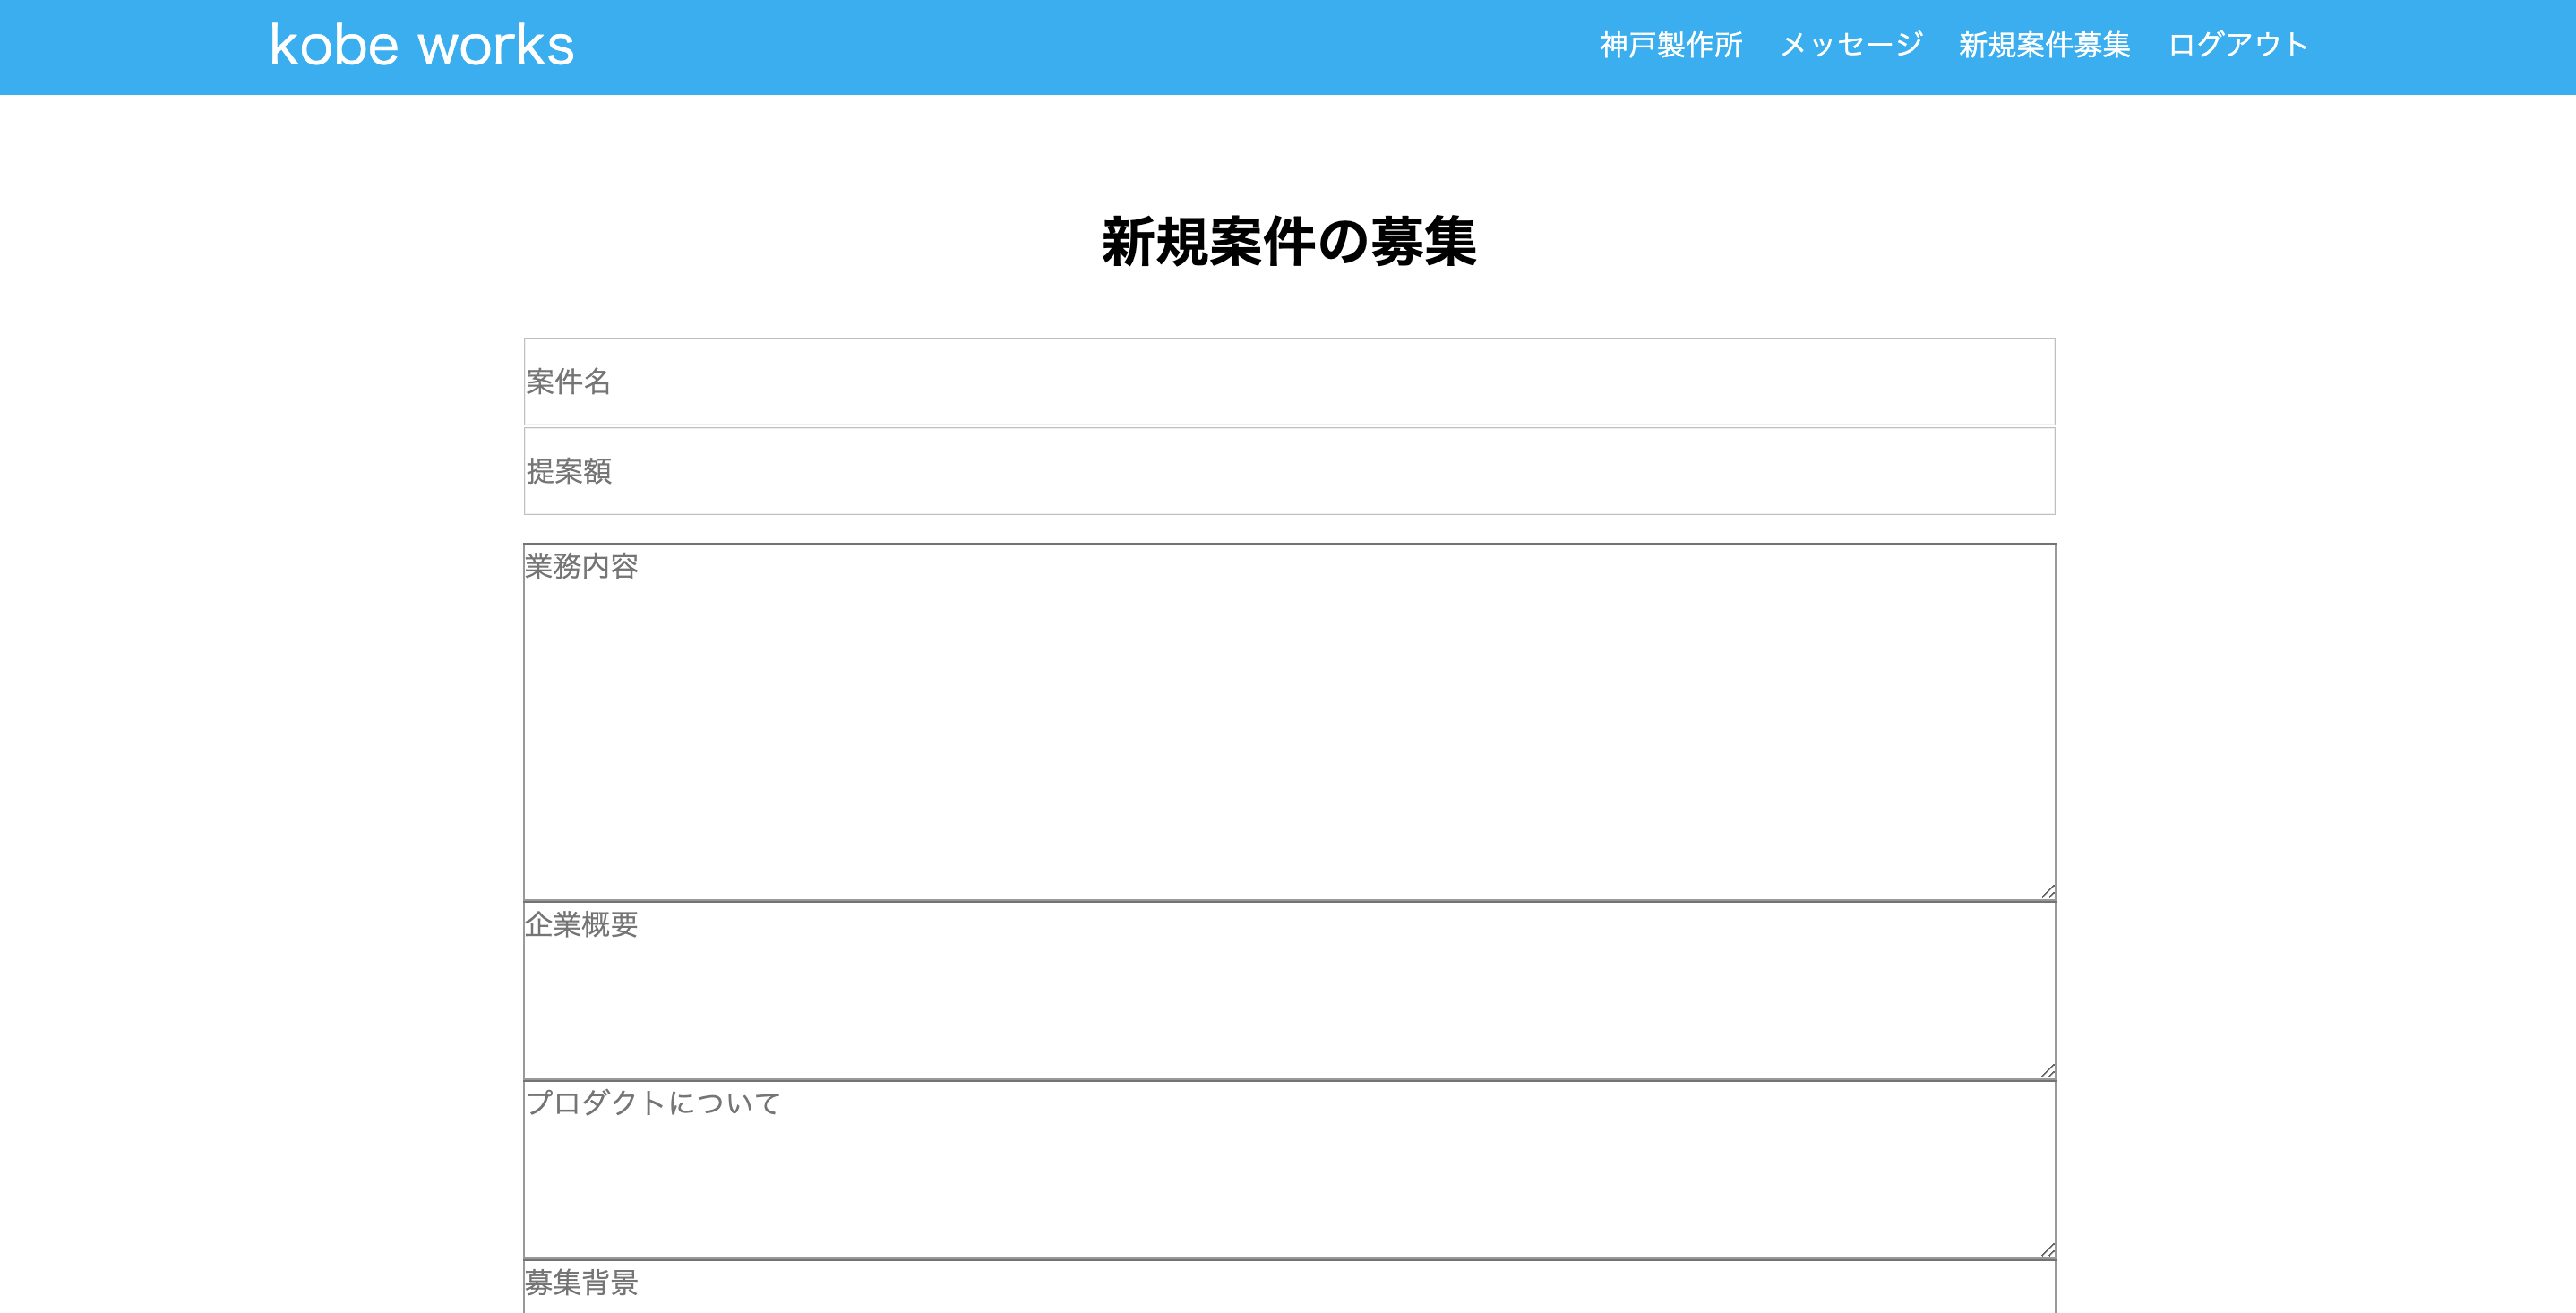 kobe works
神戸製作所 メッセージ 新規案件募集 ログアウト
新規案件の募集
案件名
提案額
業務内容
企業概要
プロダクトについて
募集背景